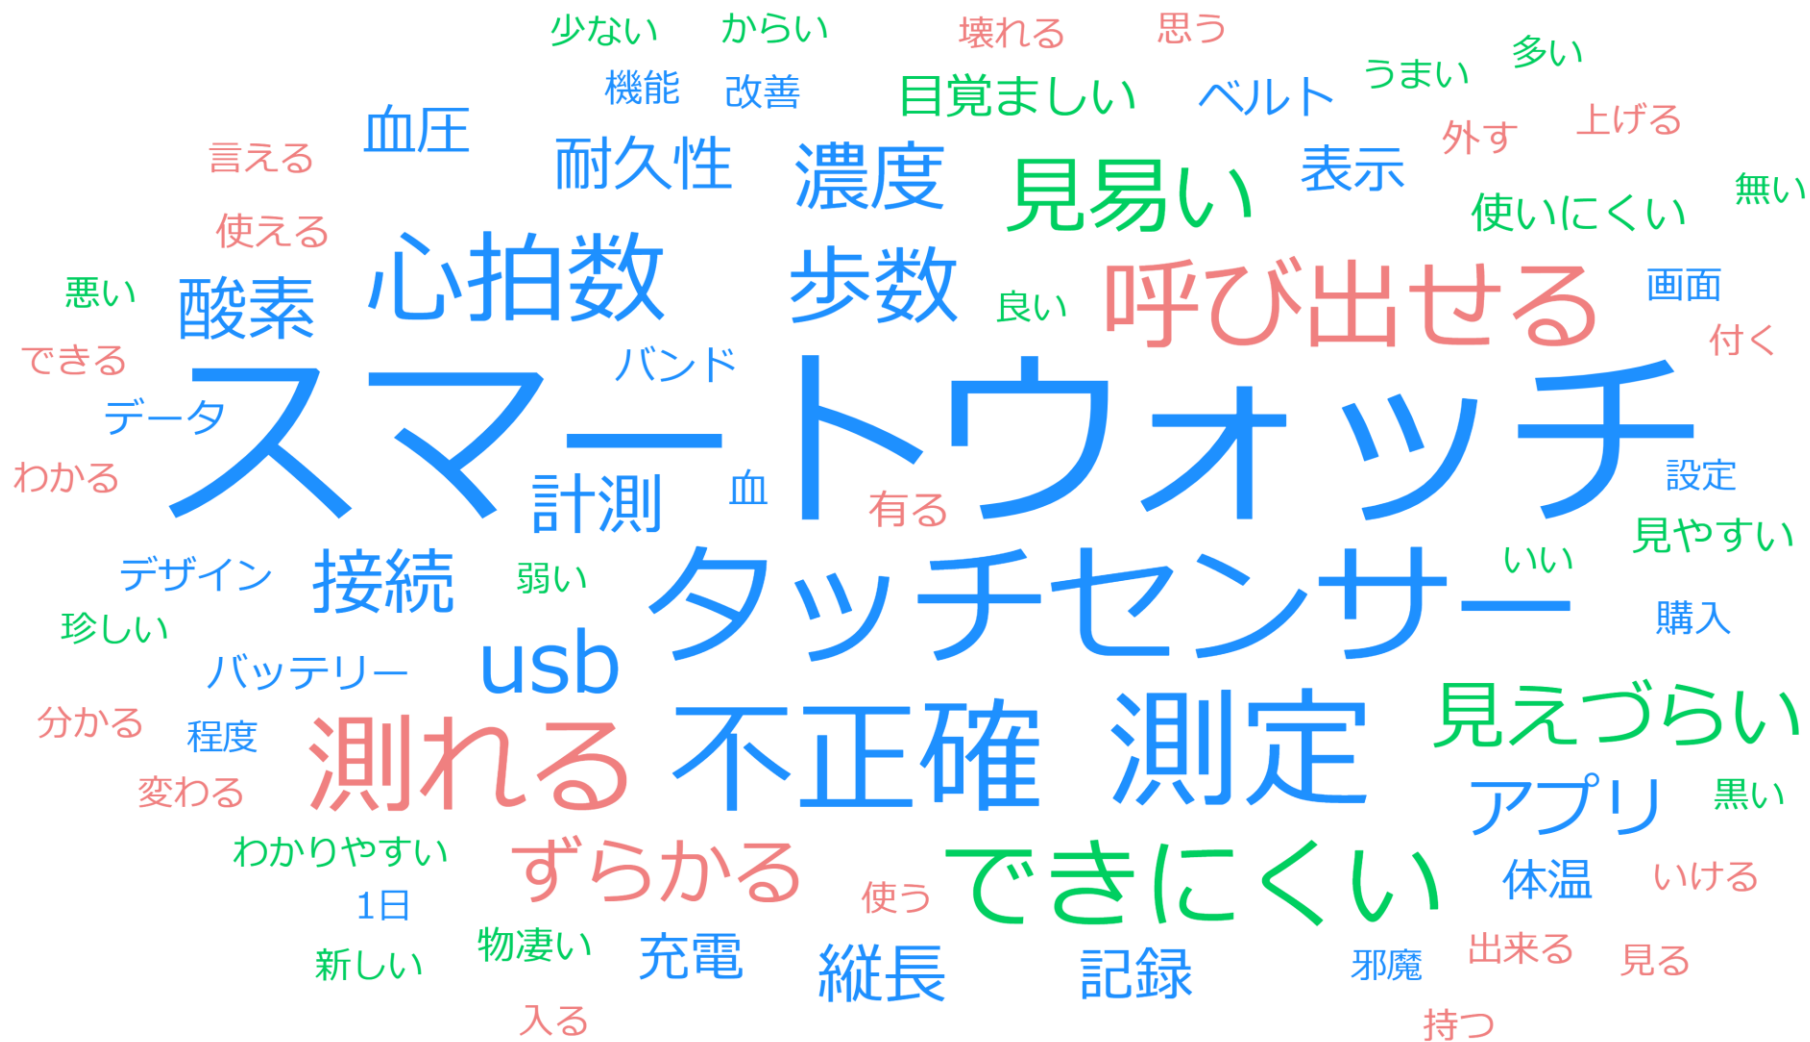 少ない からい 壊れる 思う
機能 改善 目覚ましい ベルト うまい 多い
血圧 耐久性 濃度 見易い 表示 外す 上げる
言える 使いにくい 無い
使える 心拍数 歩数 呼び出せる 画面
悪い 酸素 良い 付く
できる バンド
データ スマートウォッチ
わかる 計測 血 有る 設定
見やすい
デザイン 接続 弱い タッチセンサー いい
珍しい usb 購入
バッテリー
分かる 程度 測れる 不正確 測定 見えづらい
変わる アプリ 黒い
わかりやすい ずらかる 使う できにくい 体温 いける
1日
新しい 物凄い 充電 縦長 記録 邪魔 出来る 見る
入る 持つ